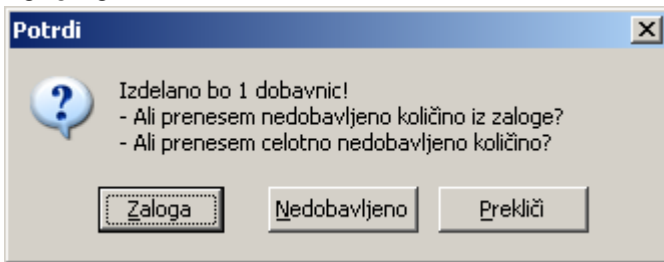 Potrdi
Izdelano bo 1 dobavnic!
- Ali prenesem nedobavljeno količino iz zaloge?
- Ali prenesem celotno nedobavljeno količino?
Zaloga Nedobavljeno Prekliči